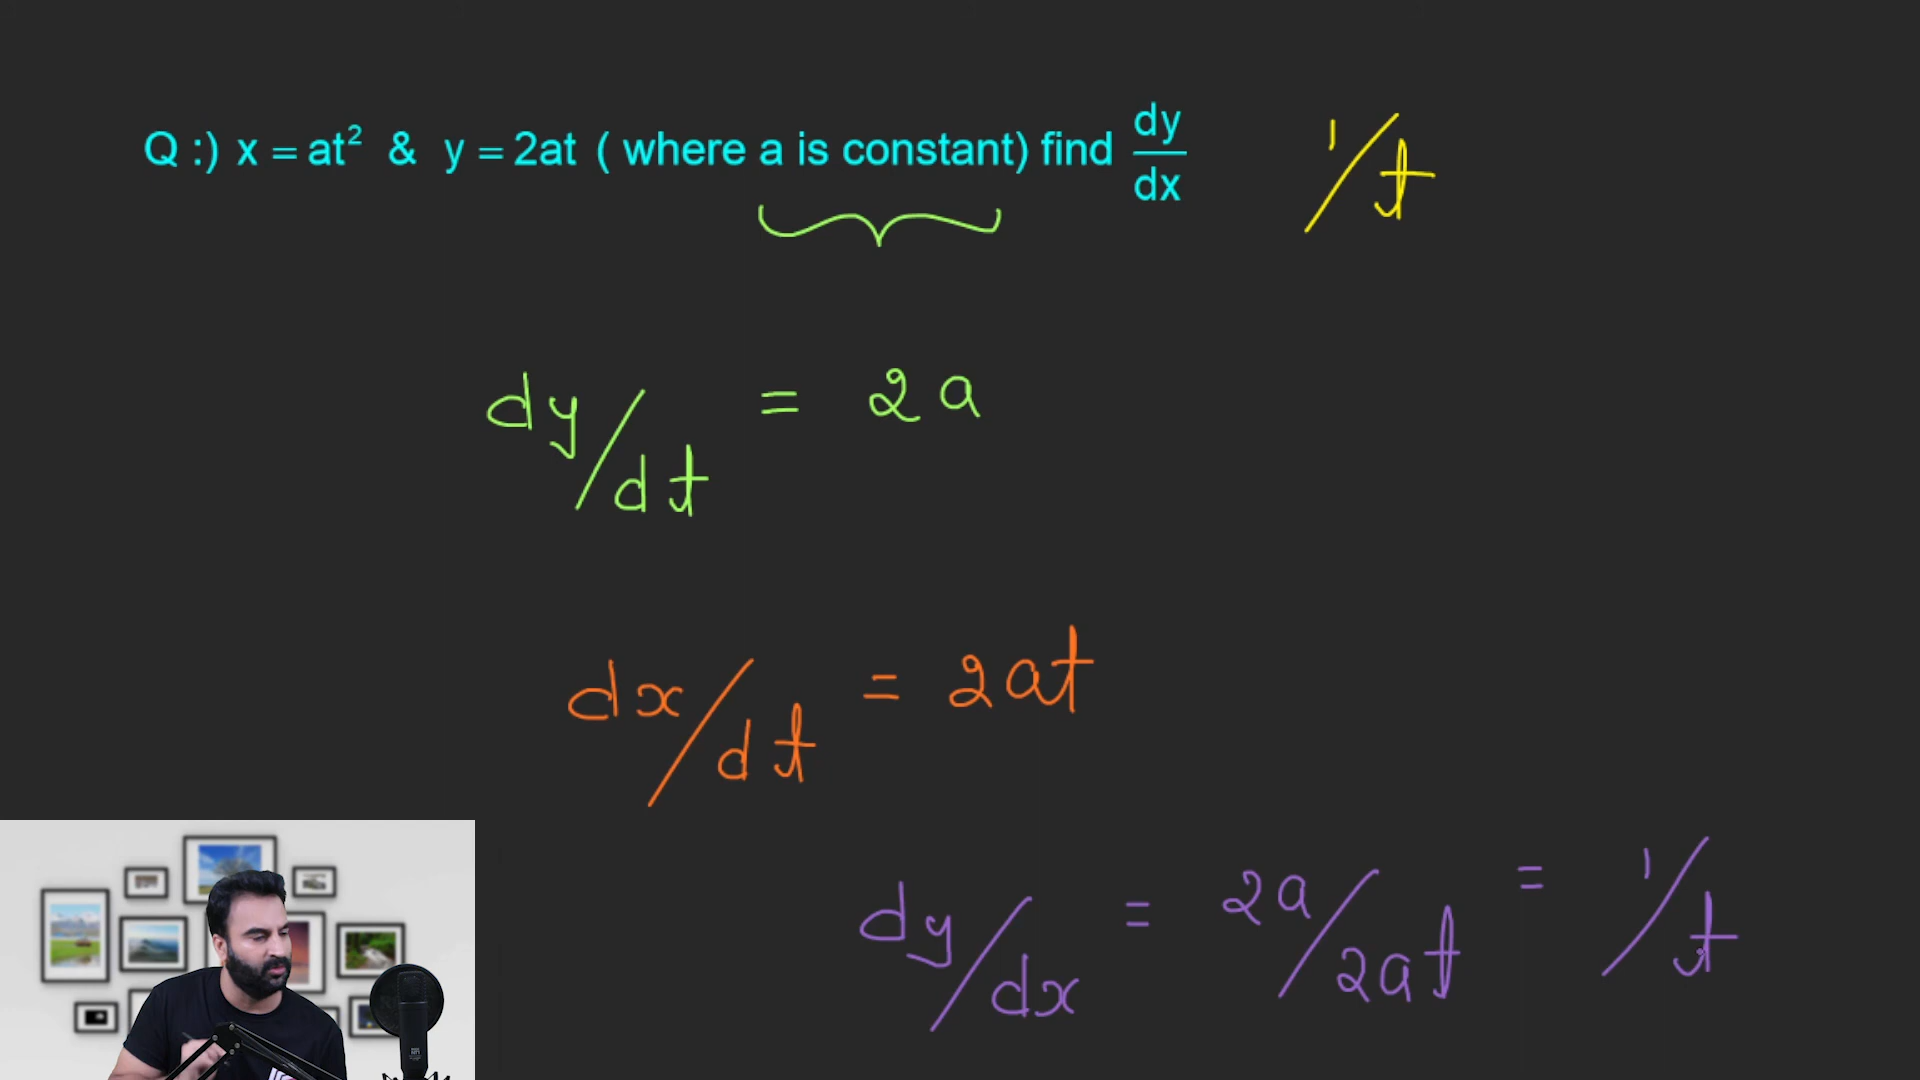 Q :) x = at² & y = 2at ( where a is constant) find dy/dx 1/t
dy/dt = 2a
dx/dt = 2at
dy/dx = 2a/2at = 1/t